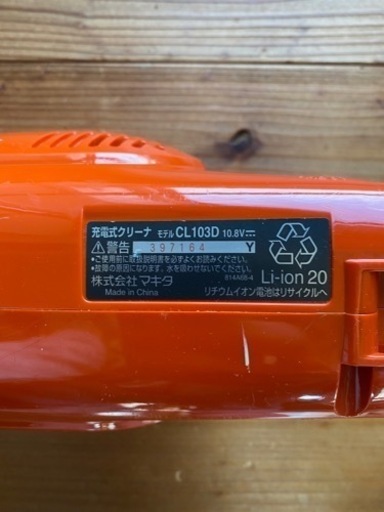 充電式クリーナ モデル CL103D 10.8V
警告 397164 Y
●ご使用前に取扱説明書を必ずよくお読みください。
●故障の原因になります、水を吸わせないでください。
株式会社マキタ
Made in China
Li-ion 20
リチウムイオン電池はリサイクルへ